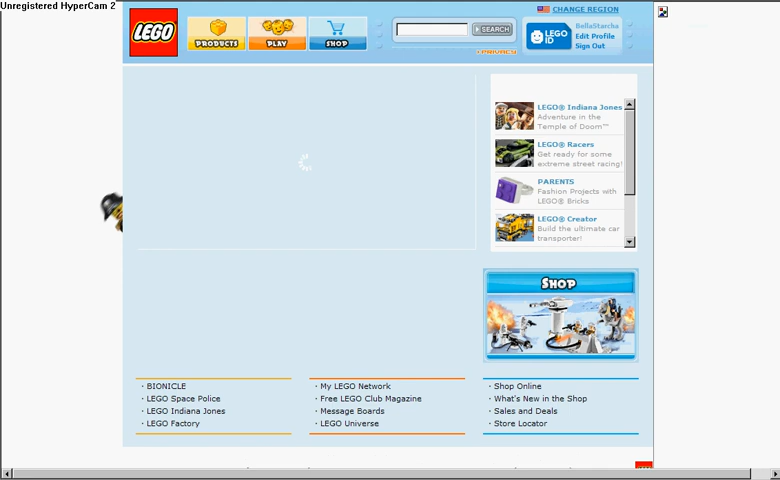 Unregistered HyperCam 2
LEGO
PRODUCTS
PLAY
SHOP
SEARCH
PRIVACY
CHANGE REGION
LEGO
ID
BellaStarcha
Edit Profile
Sign Out
LEGO® Indiana Jones
Adventure in the
Temple of Doom™
LEGO® Racers
Get ready for some
extreme street racing!
PARENTS
Fashion Projects with
LEGO® Bricks
LEGO® Creator
Build the ultimate car
transporter!
SHOP
· BIONICLE
· LEGO Space Police
· LEGO Indiana Jones
· LEGO Factory
· My LEGO Network
· Free LEGO Club Magazine
· Message Boards
· LEGO Universe
· Shop Online
· What's New in the Shop
· Sales and Deals
· Store Locator